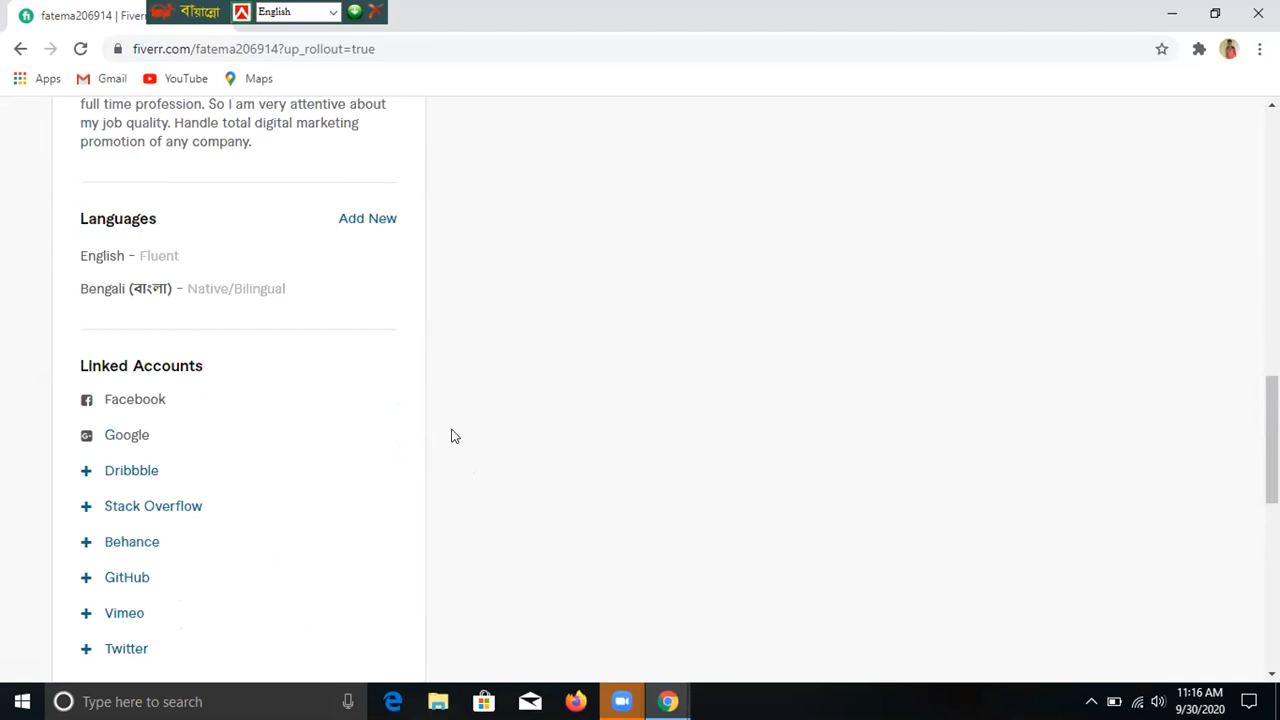 fatema206914 | Fiverr
বায়ান্নো
English
fiverr.com/fatema206914?up_rollout=true
Apps
Gmail
YouTube
Maps
full time profession. So I am very attentive about
my job quality. Handle total digital marketing
promotion of any company.
Languages
Add New
English - Fluent
Bengali (বাংলা) - Native/Bilingual
Linked Accounts
Facebook
Google
Dribbble
Stack Overflow
Behance
GitHub
Vimeo
Twitter
Type here to search
11:16 AM
9/30/2020